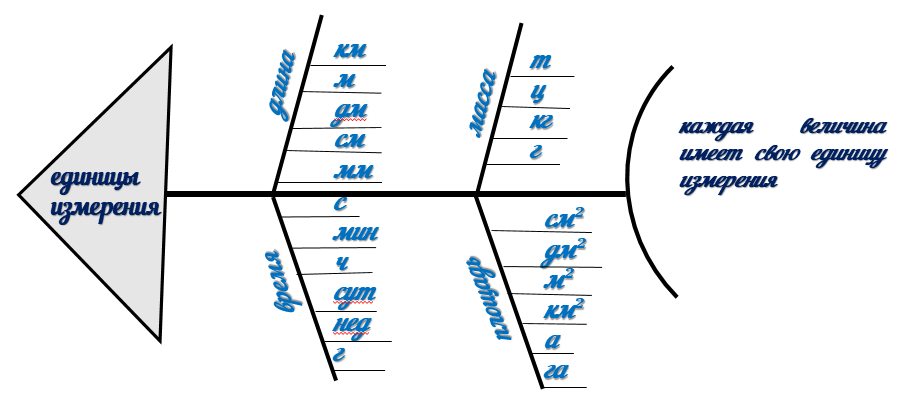 единицы
измерения
длина
км
м
дм
см
мм
масса
т
ц
кг
г
время
с
мин
ч
сут
нед
г
площадь
см²
дм²
м²
км²
а
га
каждая величина
имеет свою единицу
измерения